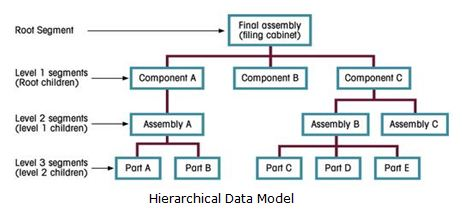 Root Segment
Final assembly
(filing cabinet)
Level 1 segments
(Root children)
Component A
Component B
Component C
Level 2 segments
(level 1 children)
Assembly A
Assembly B
Assembly C
Level 3 segments
(level 2 children)
Part A
Part B
Part C
Part D
Part E
Hierarchical Data Model